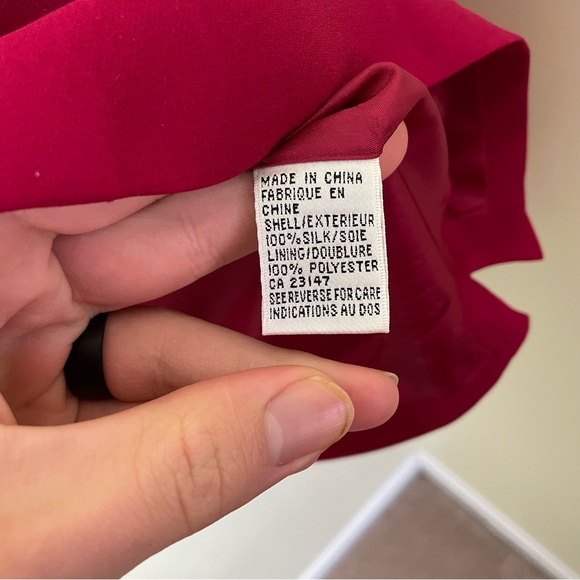 MADE IN CHINA
FABRIQUE EN
CHINE
SHELL/EXTERIEUR
100%SILK/SOIE
LINING/DOUBLURE
100% POLYESTER
CA 23147
SEE REVERSE FOR CARE
INDICATIONS AU DOS